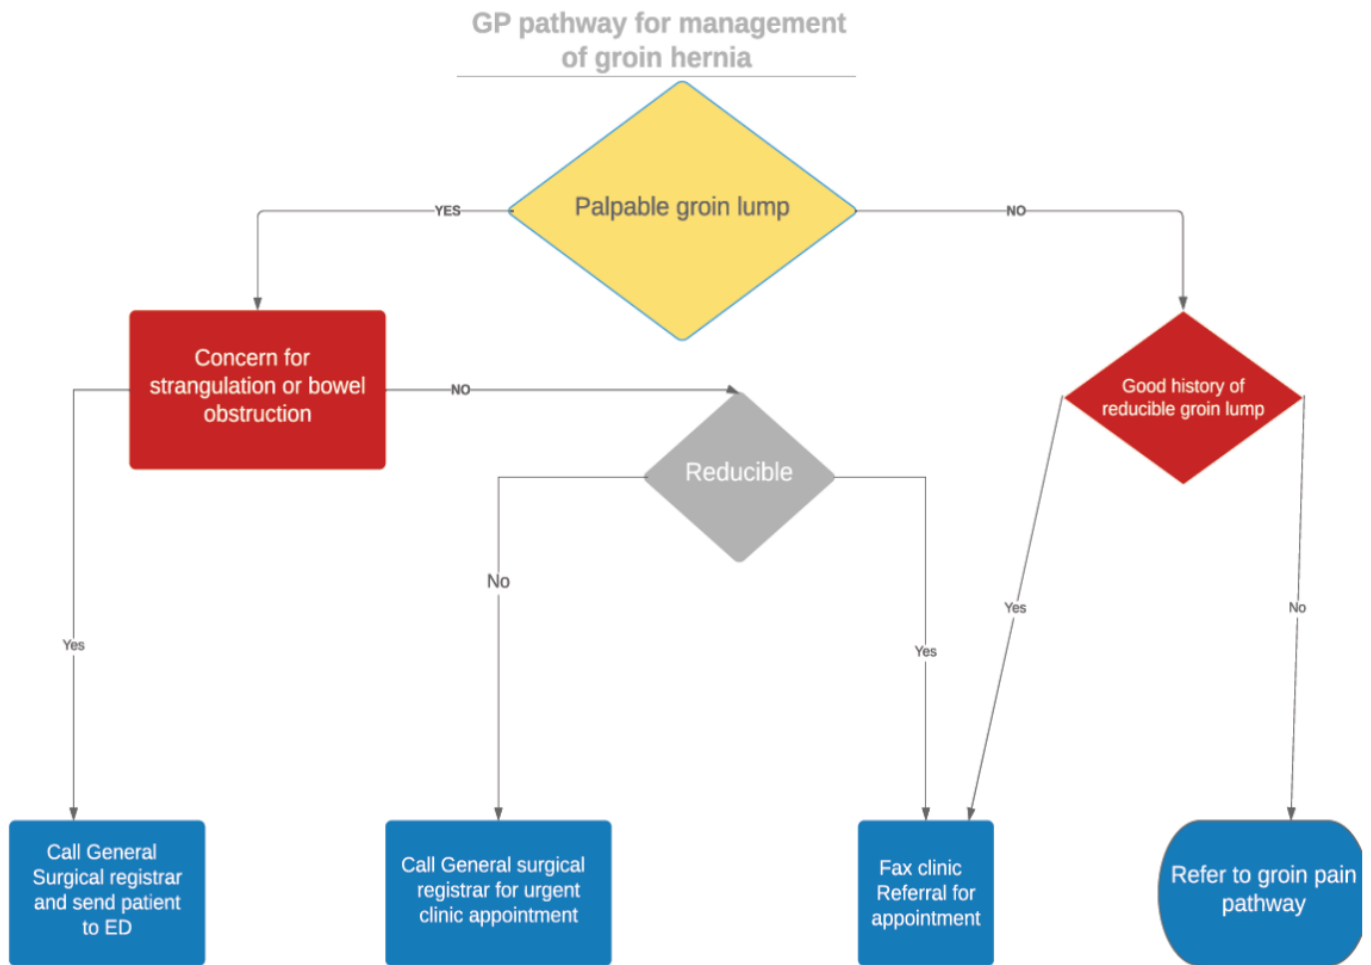 GP pathway for management
of groin hernia
Palpable groin lump
YES
NO
Concern for
strangulation or bowel
obstruction
NO
Good history of
reducible groin lump
Reducible
No
Yes
Yes
No
Yes
Call General
Surgical registrar
and send patient
to ED
Call General surgical
registrar for urgent
clinic appointment
Fax clinic
Referral for
appointment
Refer to groin pain
pathway